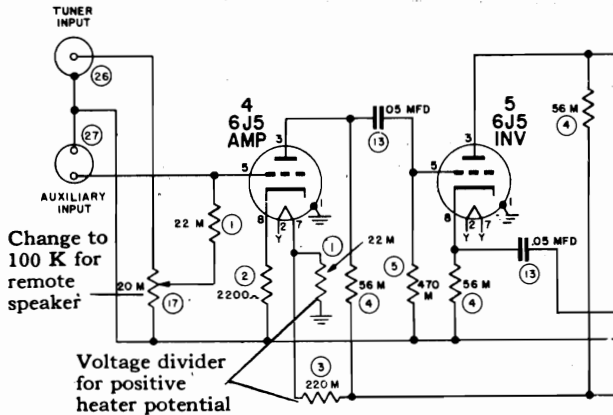 TUNER
INPUT
26
27
AUXILIARY
INPUT
4
6J5
AMP
3
5
8
2
7
1
Y
.05 MFD
13
5
6J5
INV
3
5
8
2
7
1
Y
Y
56 M
4
.05 MFD
13
22 M
1
Change to
100 K for
remote
speaker
20 M
17
2
2200
1
22 M
56 M
4
5
470
M
56 M
4
Voltage divider
for positive
heater potential
3
220 M